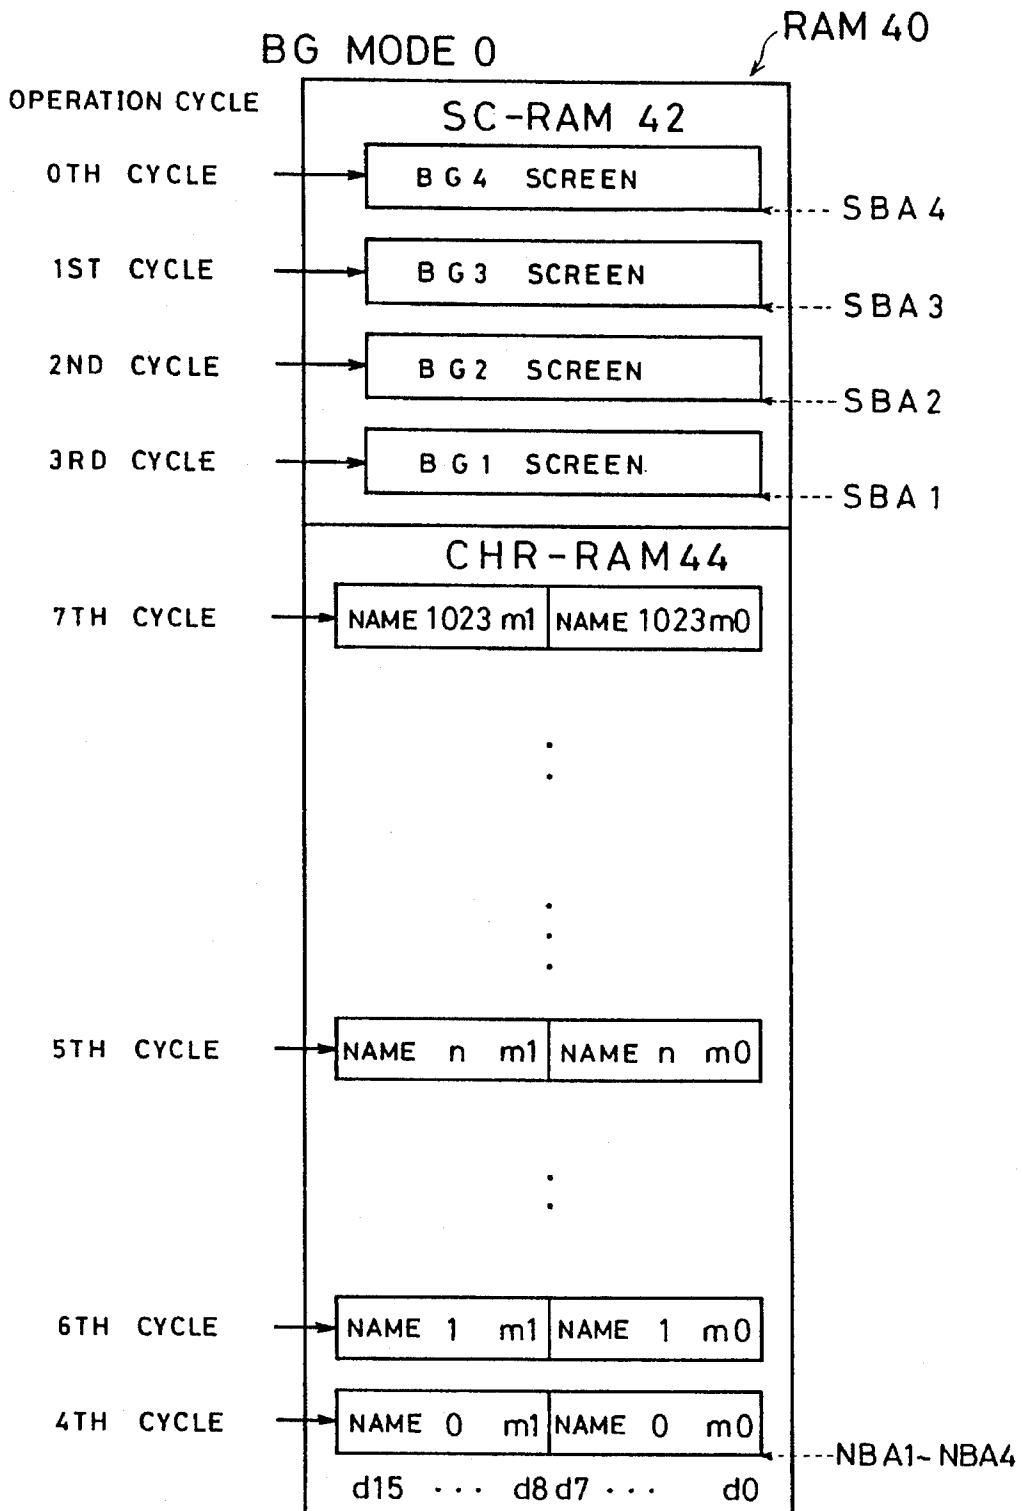 RAM 40
BG MODE 0
OPERATION CYCLE
SC-RAM 42
0TH CYCLE
BG4 SCREEN
SBA4
1ST CYCLE
BG3 SCREEN
SBA3
2ND CYCLE
BG2 SCREEN
SBA2
3RD CYCLE
BG1 SCREEN
SBA1
CHR-RAM44
7TH CYCLE
NAME 1023 m1 NAME 1023m0
5TH CYCLE
NAME n m1 NAME n m0
6TH CYCLE
NAME 1 m1 NAME 1 m0
4TH CYCLE
NAME 0 m1 NAME 0 m0
NBA1~NBA4
d15 ··· d8 d7 ··· d0